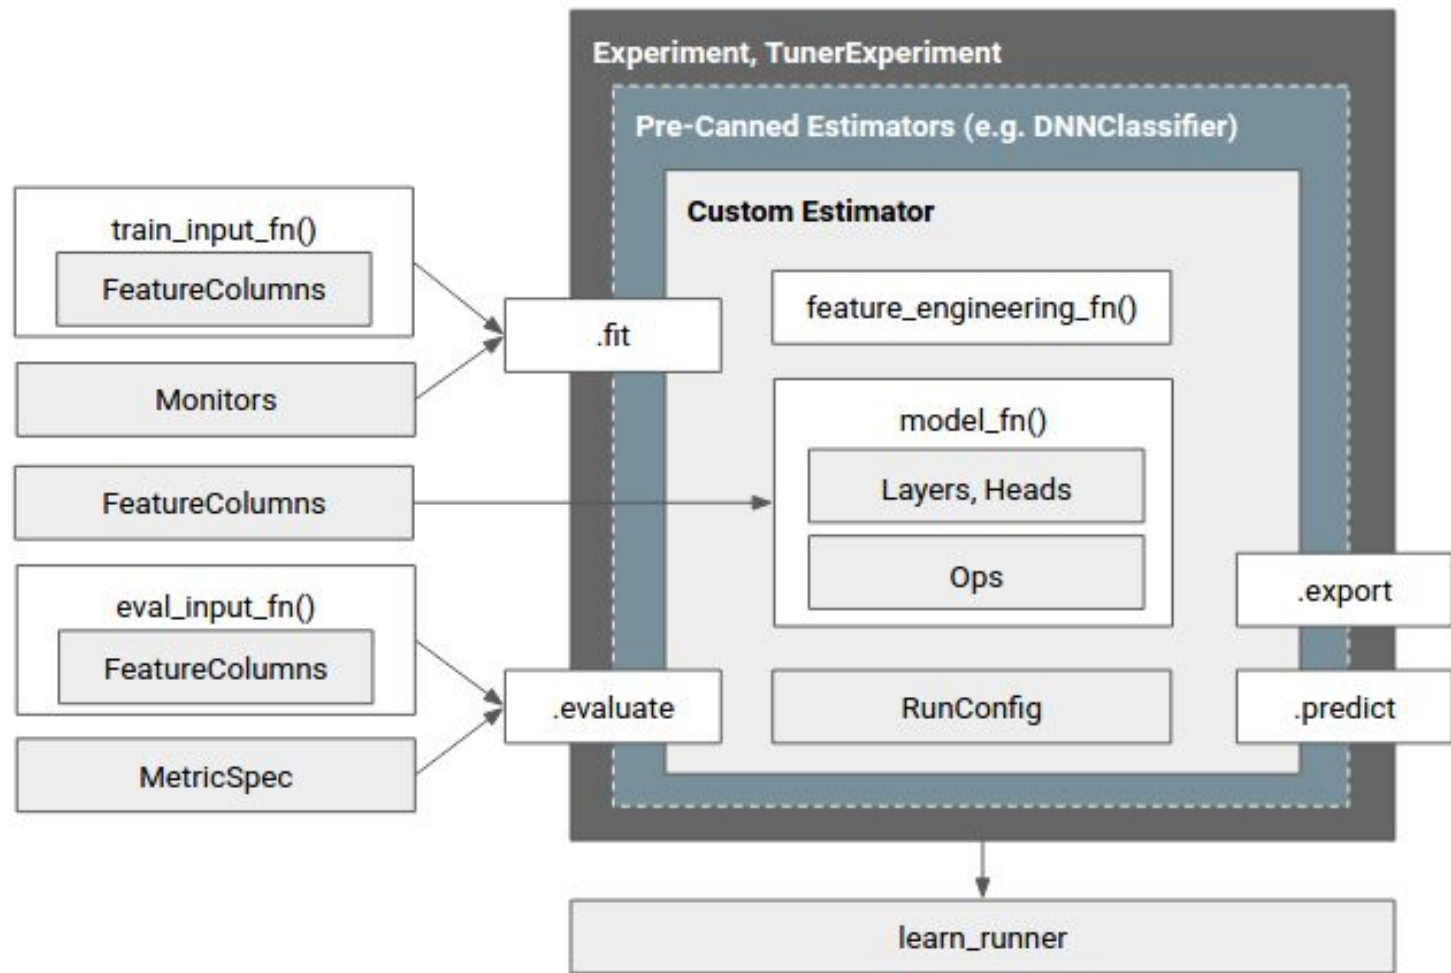 Experiment, TunerExperiment
Pre-Canned Estimators (e.g. DNNClassifier)
Custom Estimator
train_input_fn()
FeatureColumns
Monitors
FeatureColumns
eval_input_fn()
FeatureColumns
MetricSpec
.fit
.evaluate
feature_engineering_fn()
model_fn()
Layers, Heads
Ops
RunConfig
.export
.predict
learn_runner